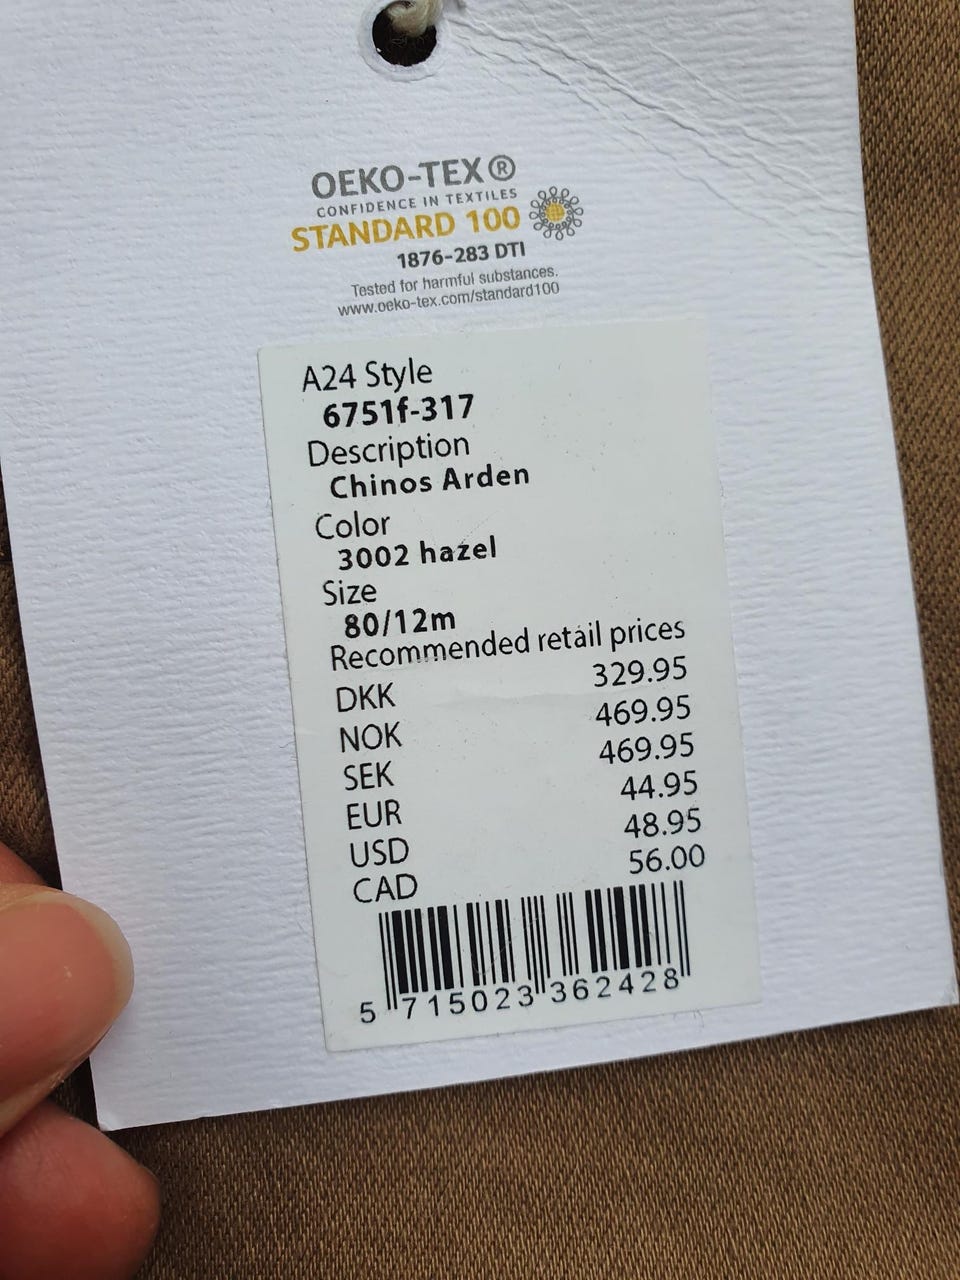 OEKO-TEX®
CONFIDENCE IN TEXTILES
STANDARD 100
1876-283 DTI
Tested for harmful substances.
www.oeko-tex.com/standard100
A24 Style
6751f-317
Description
Chinos Arden
Color
3002 hazel
Size
80/12m
Recommended retail prices
DKK 329.95
NOK 469.95
SEK 469.95
EUR 44.95
USD 48.95
CAD 56.00
5 715023 362428